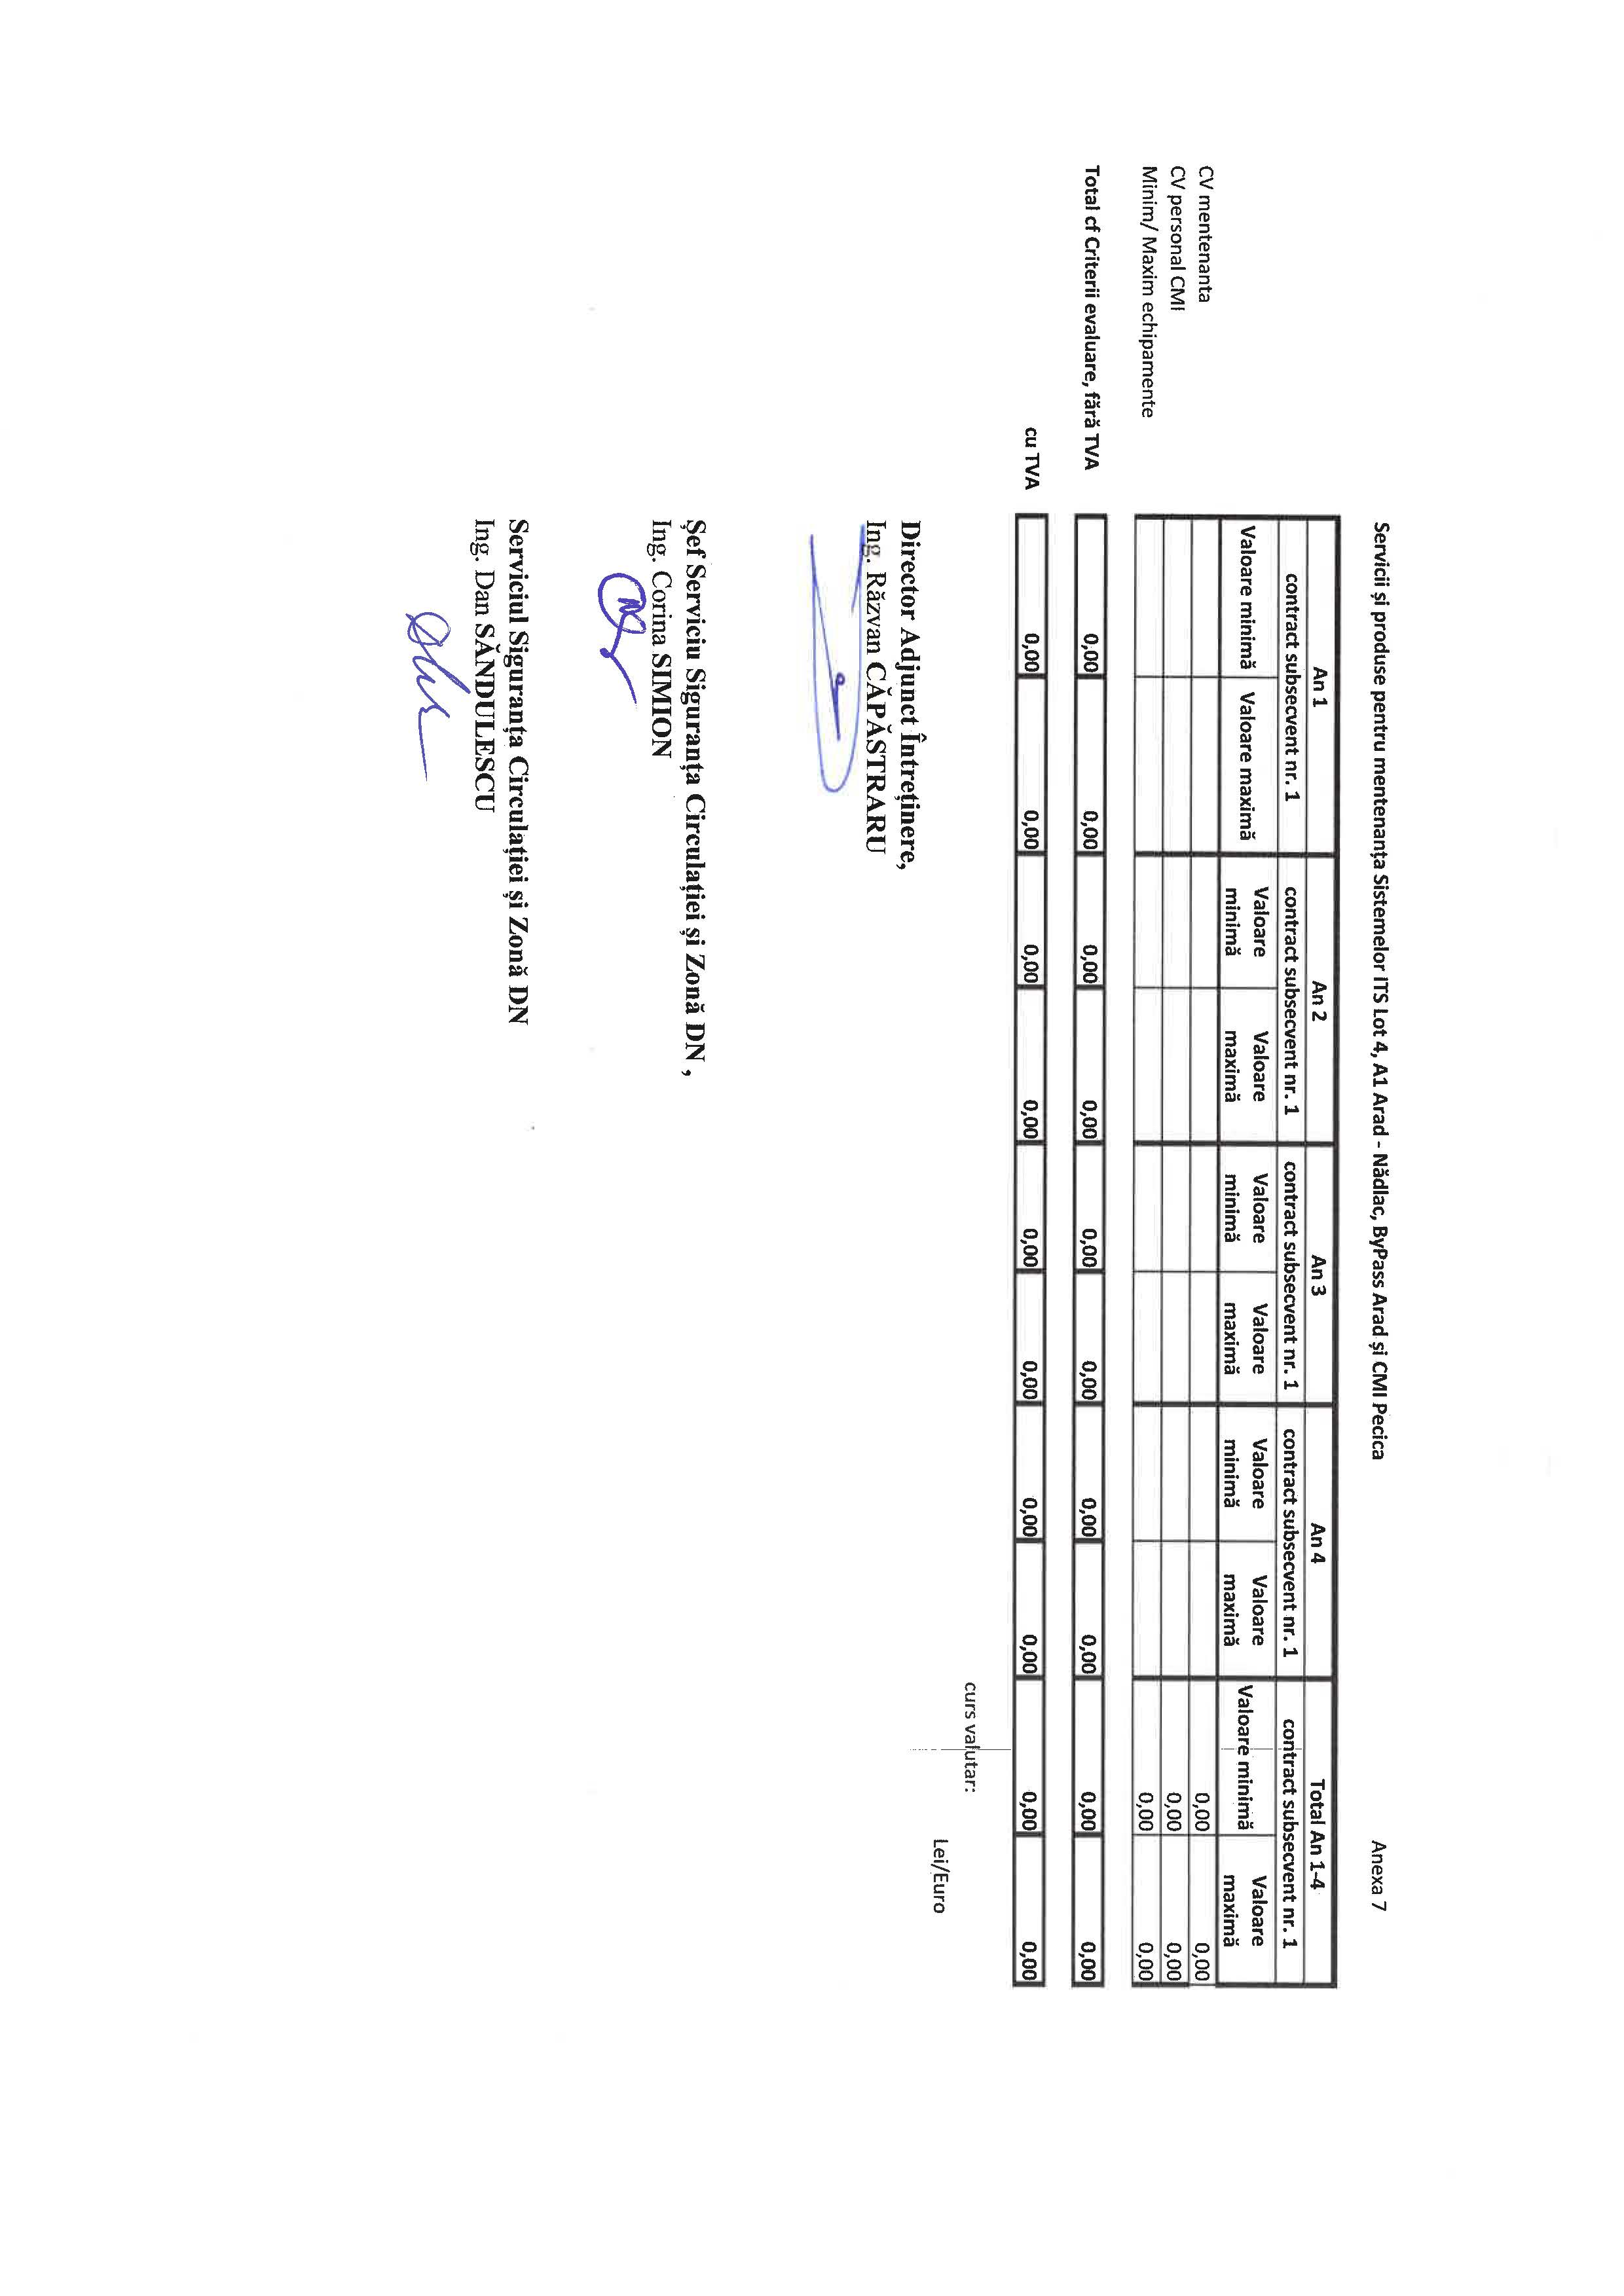 Anexa 7
Servicii și produse pentru mentenanța Sistemelor ITS Lot 4, A1 Arad - Nădlac, ByPass Arad și CMI Pecica
An 1 An 2 An 3 An 4 Total An 1-4
contract subsecvent nr. 1 contract subsecvent nr. 1 contract subsecvent nr. 1 contract subsecvent nr. 1 contract subsecvent nr. 1
Valoare minimă Valoare maximă Valoare minimă Valoare maximă Valoare minimă Valoare maximă Valoare minimă Valoare maximă Valoare minimă Valoare maximă
CV mentenanta 0,00 0,00
CV personal CMI 0,00 0,00
Minim/ Maxim echipamente 0,00 0,00
Total cf Criterii evaluare, fără TVA 0,00 0,00 0,00 0,00 0,00 0,00 0,00 0,00 0,00 0,00
cu TVA 0,00 0,00 0,00 0,00 0,00 0,00 0,00 0,00 0,00 0,00
curs valutar:
Lei/Euro
Director Adjunct Întreținere,
Ing. Răzvan CĂPĂSTRARU
Șef Serviciu Siguranța Circulației și Zonă DN ,
Ing. Corina SIMION
Serviciul Siguranța Circulației și Zonă DN
Ing. Dan SĂNDULESCU